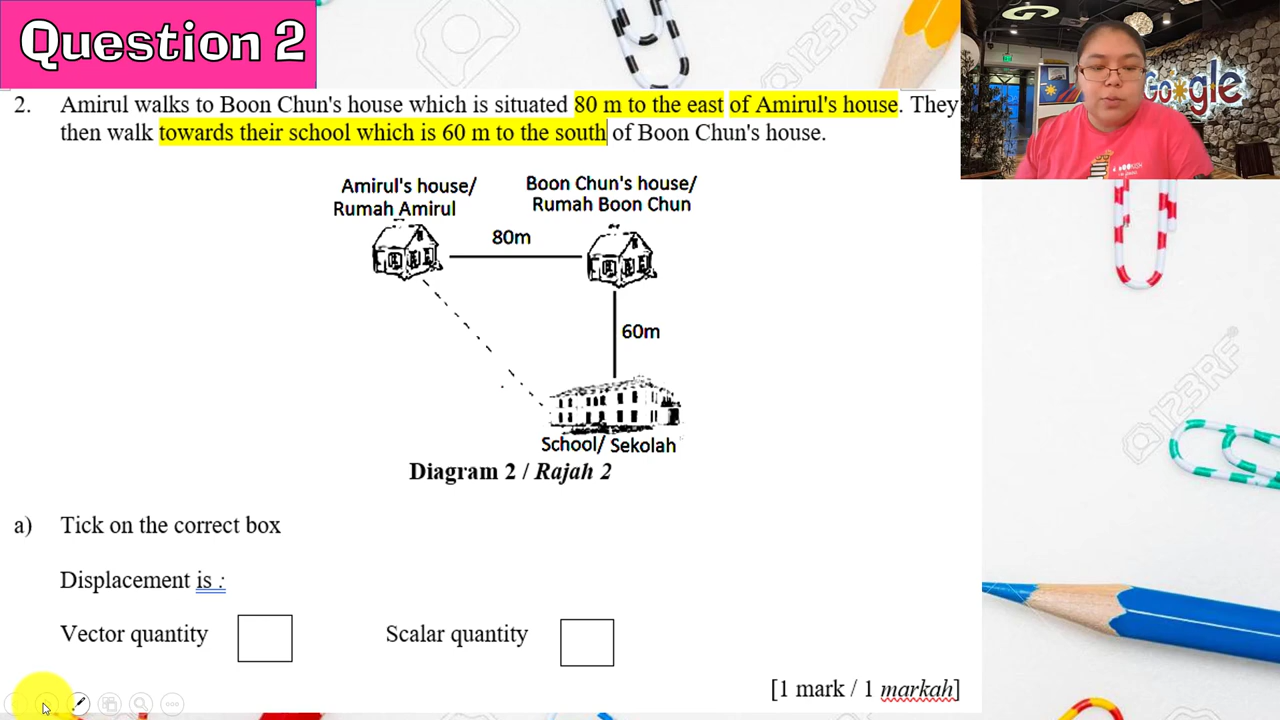 Question 2
Google
2. Amirul walks to Boon Chun's house which is situated 80 m to the east of Amirul's house. They
then walk towards their school which is 60 m to the south of Boon Chun's house.
Amirul's house/
Rumah Amirul
Boon Chun's house/
Rumah Boon Chun
80m
60m
School/ Sekolah
Diagram 2 / Rajah 2
a) Tick on the correct box
Displacement is :
Vector quantity
Scalar quantity
[1 mark / 1 markah]
123RF
123RF
123RF